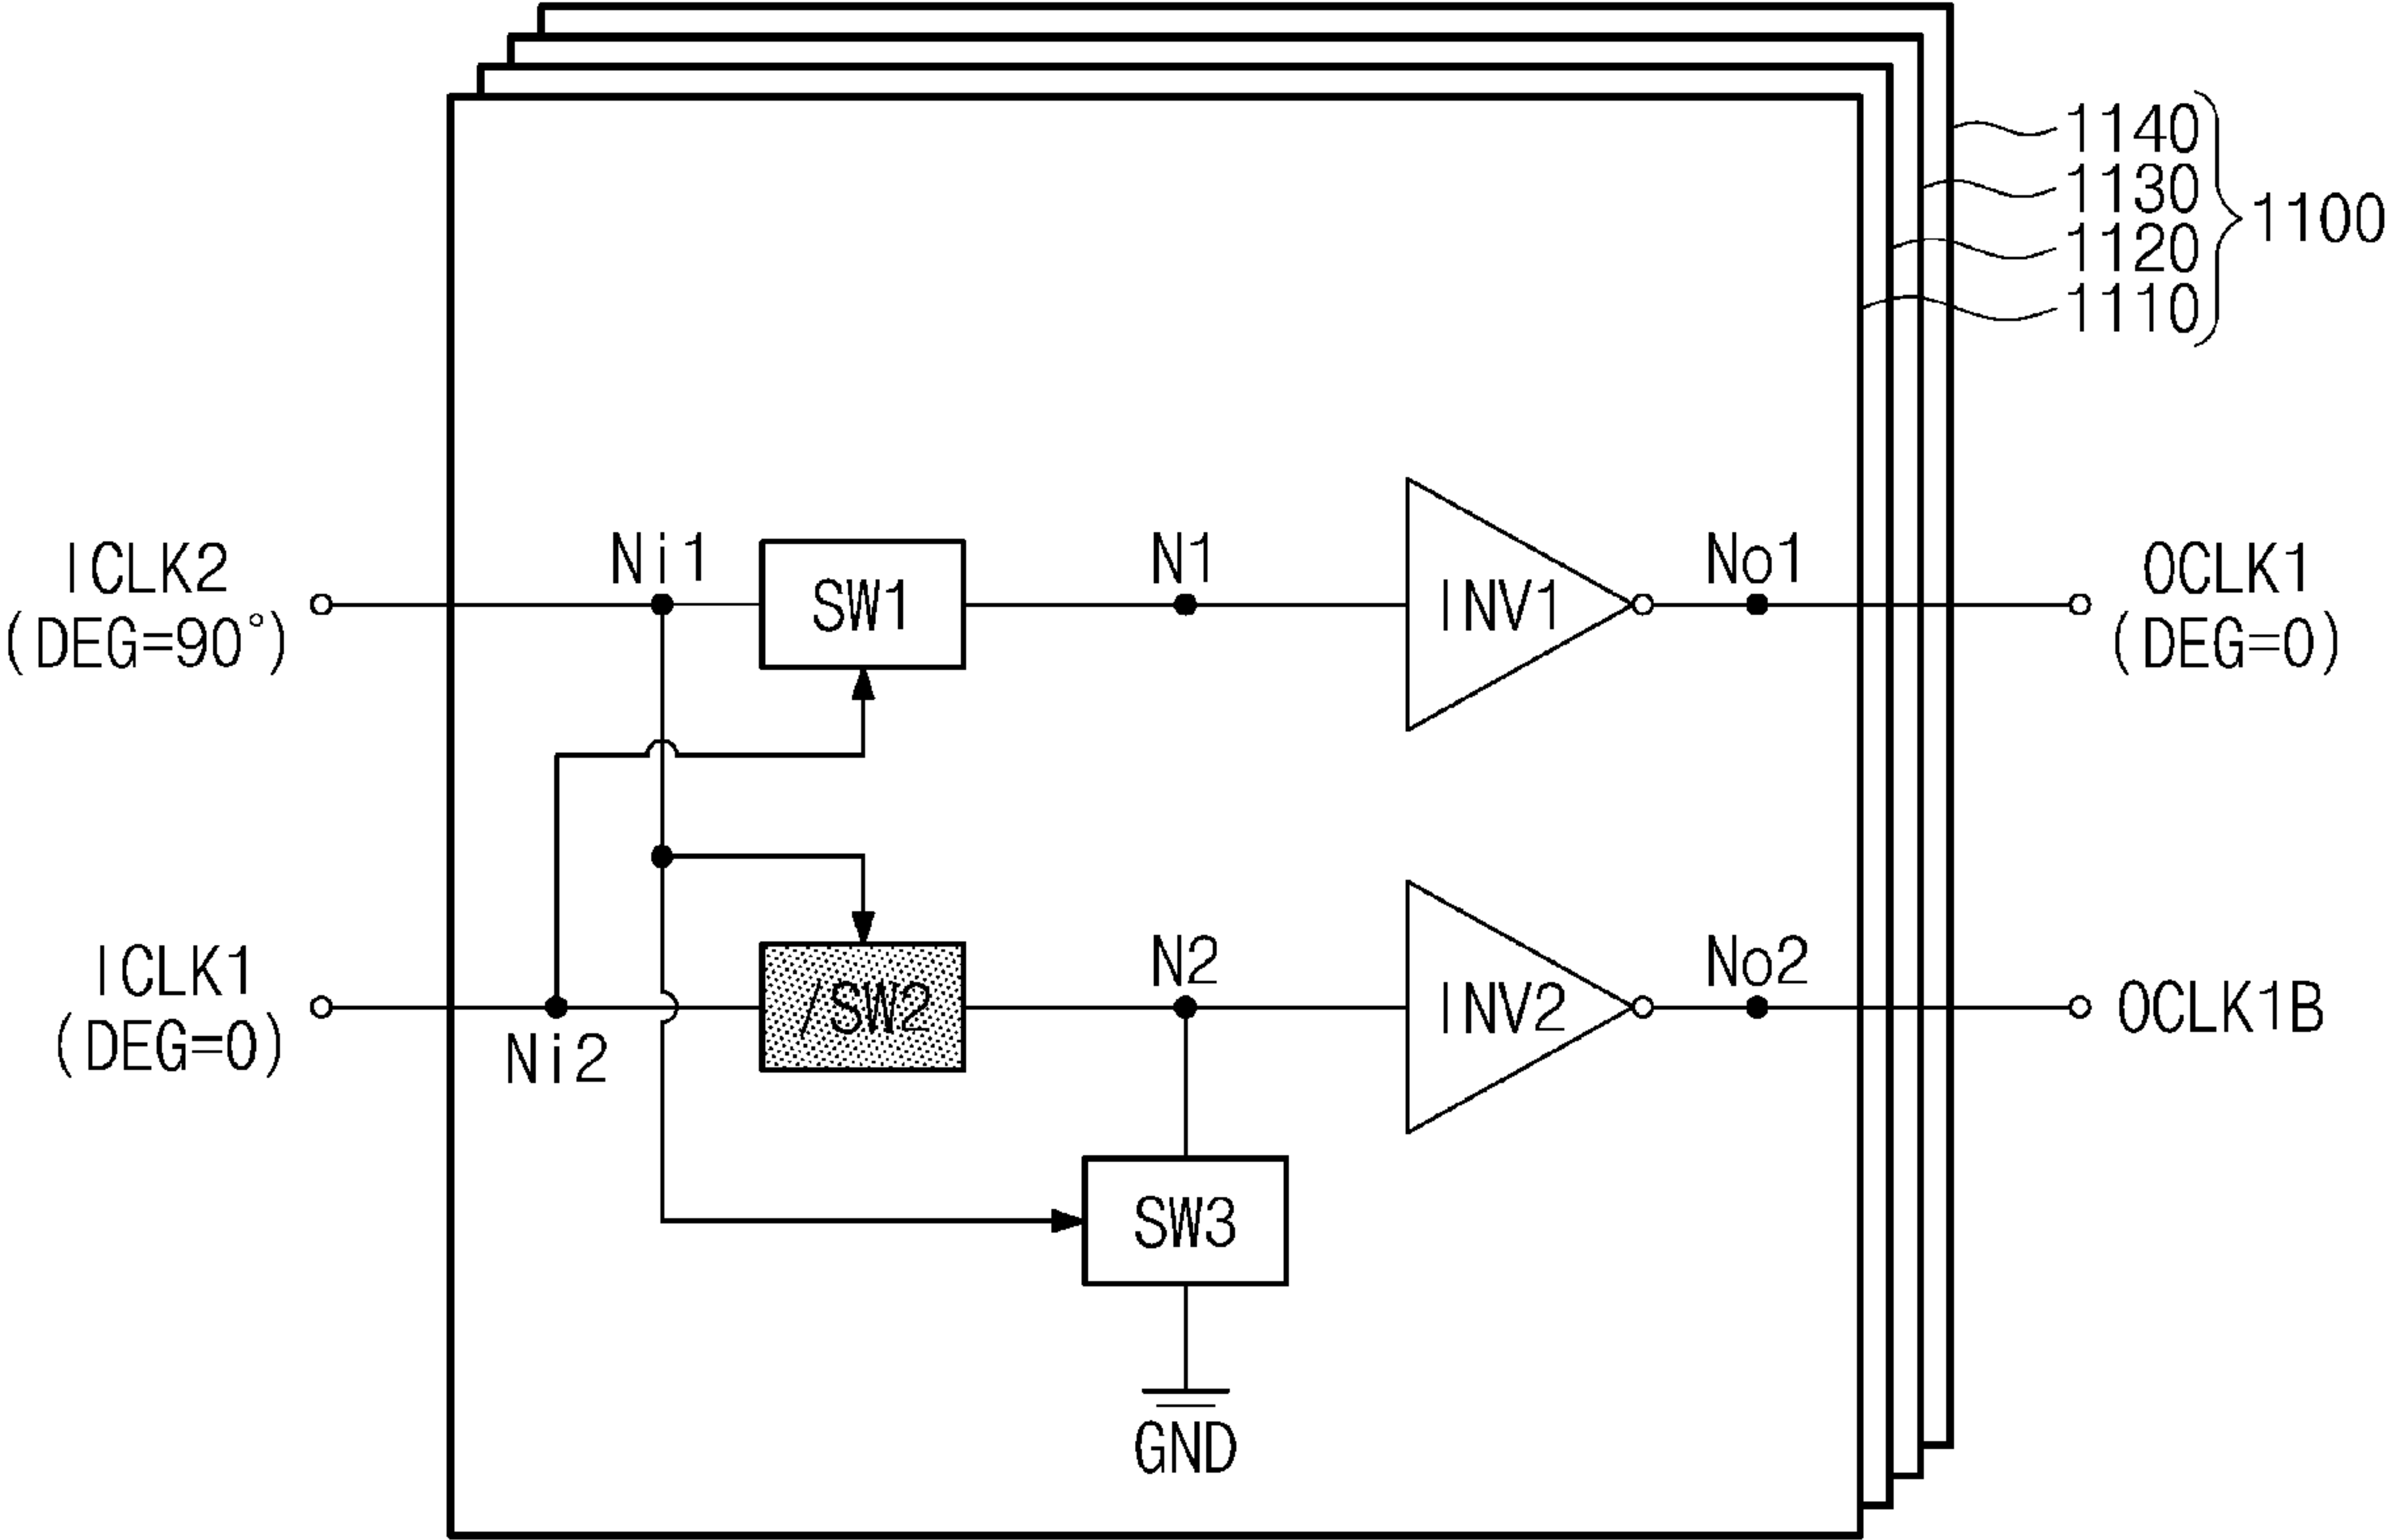 1140
1130
1120
1110
1100
ICLK2
(DEG=90°)
Ni1
SW1
N1
INV1
No1
OCLK1
(DEG=0)
ICLK1
(DEG=0)
Ni2
/SW2
N2
INV2
No2
OCLK1B
SW3
GND